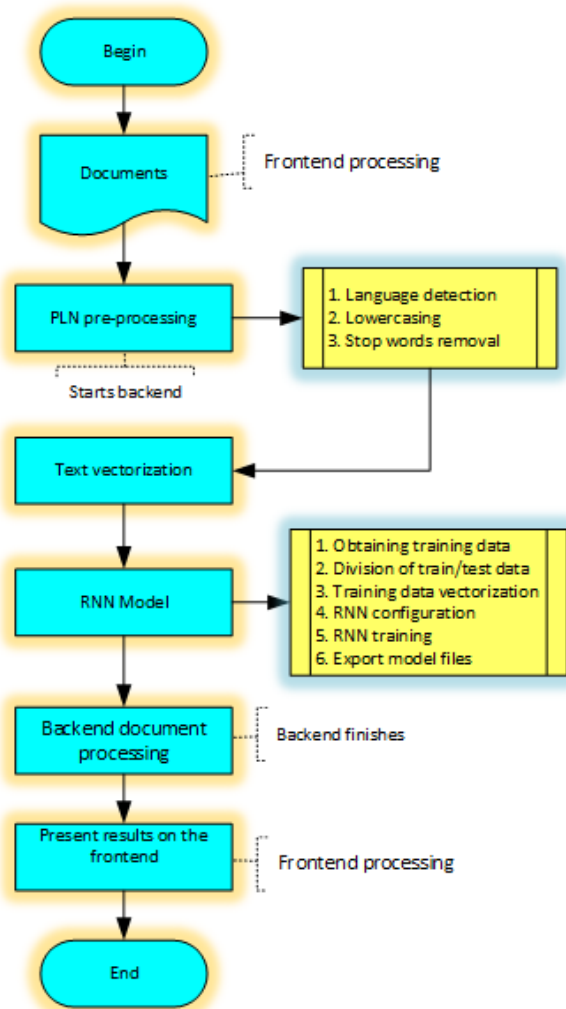 Begin
Documents
Frontend processing
PLN pre-processing
1. Language detection
2. Lowercasing
3. Stop words removal
Starts backend
Text vectorization
RNN Model
1. Obtaining training data
2. Division of train/test data
3. Training data vectorization
4. RNN configuration
5. RNN training
6. Export model files
Backend document
processing
Backend finishes
Present results on the
frontend
Frontend processing
End